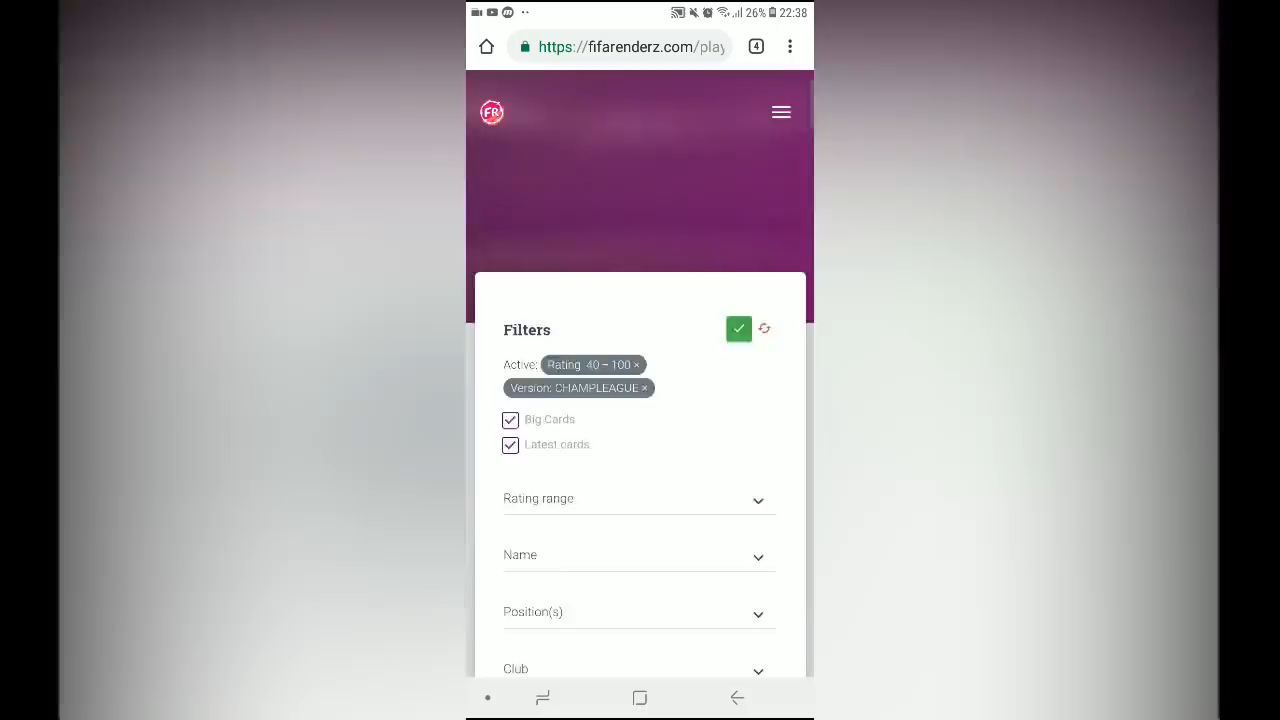 26% 22:38
https://fifarenderz.com/play
4
FR
Filters
Active: Rating 40 – 100 ×
Version: CHAMPLEAGUE ×
Big Cards
Latest cards
Rating range
Name
Position(s)
Club